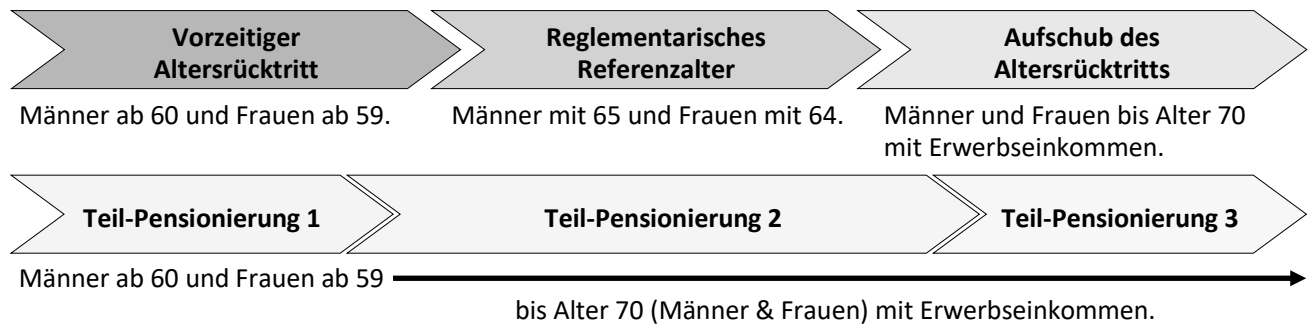 Vorzeitiger
Altersrücktritt
Reglementarisches
Referenzalter
Aufschub des
Altersrücktritts
Männer ab 60 und Frauen ab 59.
Männer mit 65 und Frauen mit 64.
Männer und Frauen bis Alter 70
mit Erwerbseinkommen.
Teil-Pensionierung 1
Teil-Pensionierung 2
Teil-Pensionierung 3
Männer ab 60 und Frauen ab 59
bis Alter 70 (Männer & Frauen) mit Erwerbseinkommen.